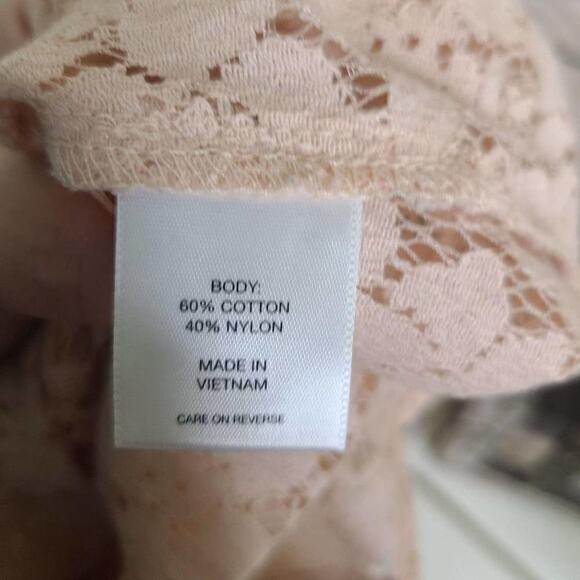 BODY:
60% COTTON
40% NYLON
MADE IN
VIETNAM
CARE ON REVERSE